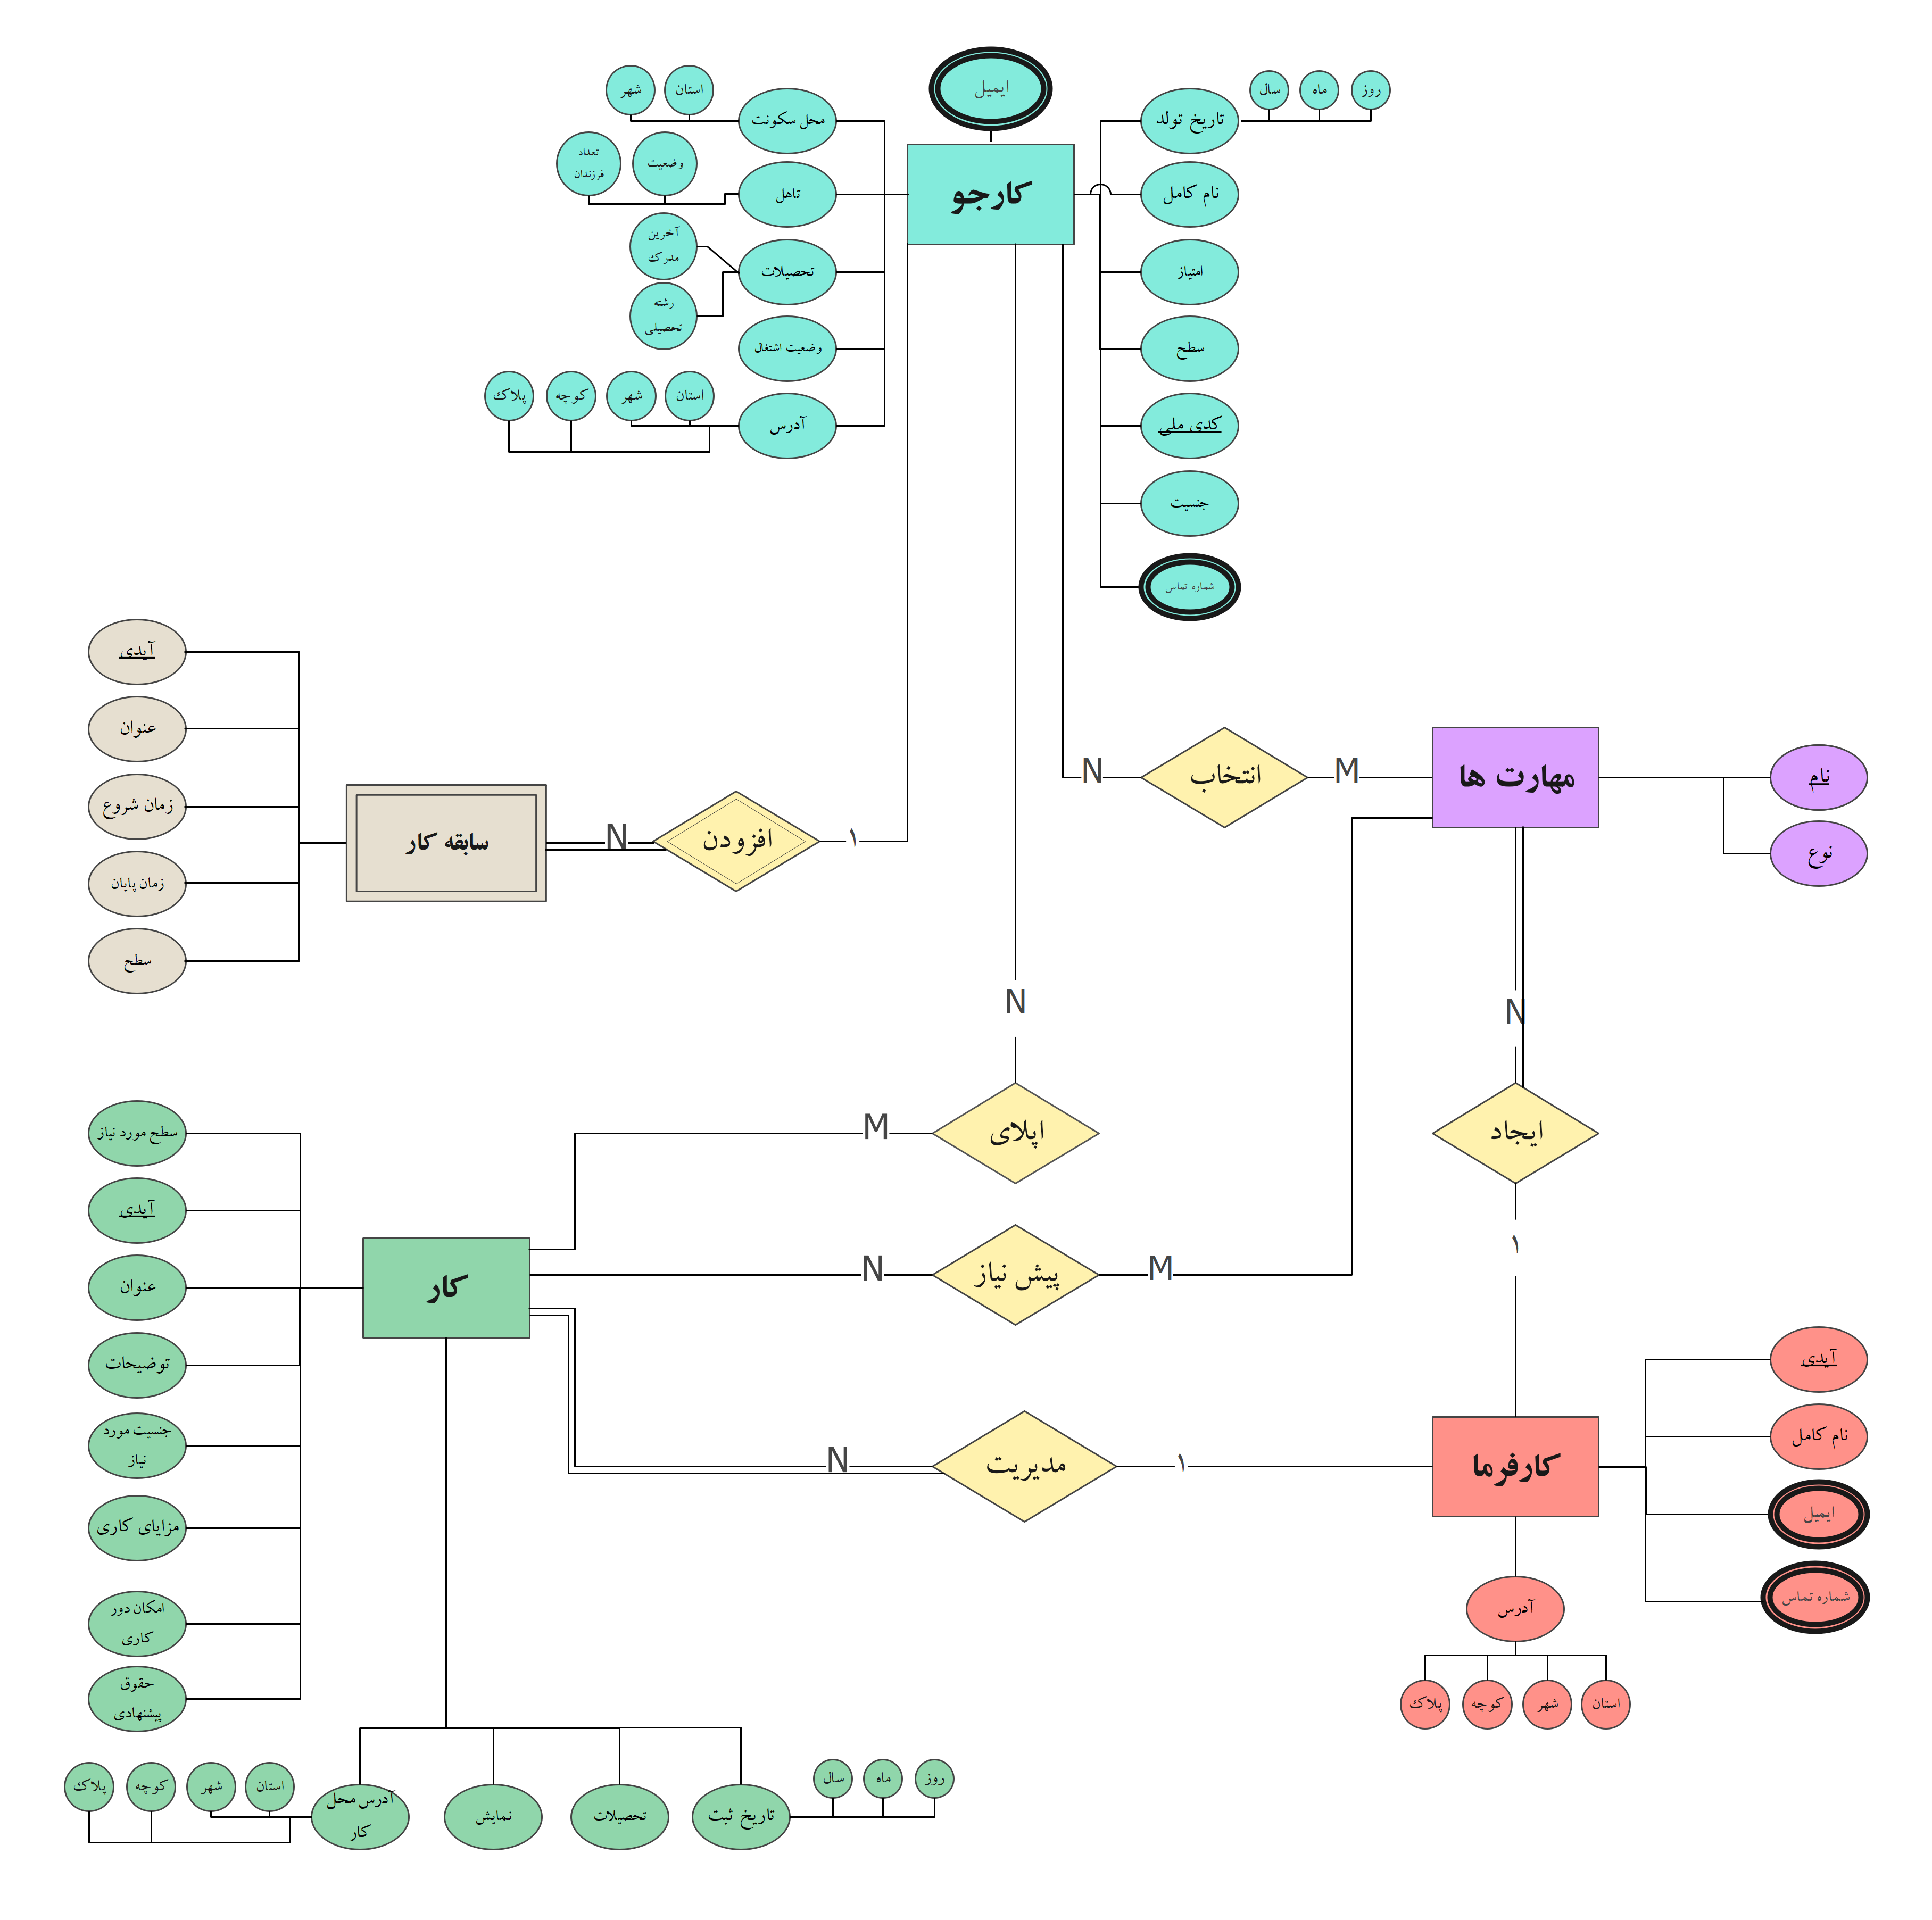 ایمیل
کارجو
شهر
استان
محل سکونت
تعداد
فرزندان
وضعیت
تاهل
آخرین
مدرک
رشته
تحصیلی
تحصیلات
وضعیت اشتغال
پلاک
کوچه
شهر
استان
آدرس
تاریخ تولد
سال
ماه
روز
نام کامل
امتیاز
سطح
کدی ملی
جنسیت
شماره تماس
آیدی
عنوان
زمان شروع
زمان پایان
سطح
سابقه کار
N
افزودن
۱
N
انتخاب
M
مهارت ها
نام
نوع
N
اپلای
M
N
ایجاد
۱
سطح مورد نیاز
آیدی
عنوان
توضیحات
جنسیت مورد
نیاز
مزایای کاری
امکان دور
کاری
حقوق
پیشنهادی
کار
N
پیش نیاز
M
N
مدیریت
۱
کارفرما
آیدی
نام کامل
ایمیل
شماره تماس
آدرس
پلاک
کوچه
شهر
استان
پلاک
کوچه
شهر
استان
آدرس محل
کار
نمایش
تحصیلات
تاریخ ثبت
سال
ماه
روز